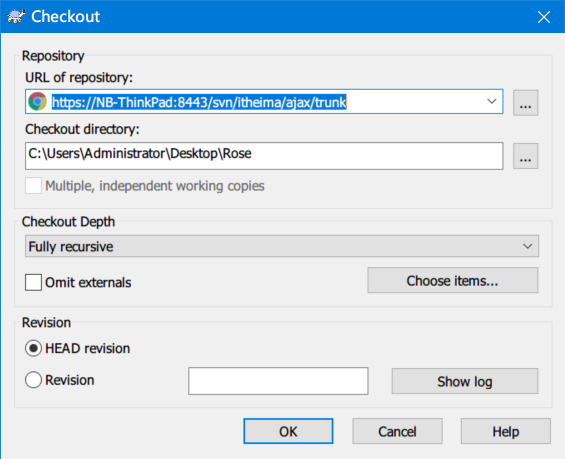 Checkout
Repository
URL of repository:
https://NB-ThinkPad:8443/svn/itheima/ajax/trunk
...
Checkout directory:
C:\Users\Administrator\Desktop\Rose
...
Multiple, independent working copies
Checkout Depth
Fully recursive
Omit externals
Choose items...
Revision
HEAD revision
Revision
Show log
OK
Cancel
Help